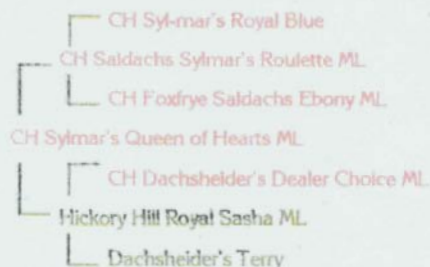 CH Syl-mar's Royal Blue
CH Saldachs Sylmar's Roulette ML
CH Foxfrye Saldachs Ebony ML
CH Sylmar's Queen of Hearts ML
CH Dachsheider's Dealer Choice ML
Hickory Hill Royal Sasha ML
Dachsheider's Terry